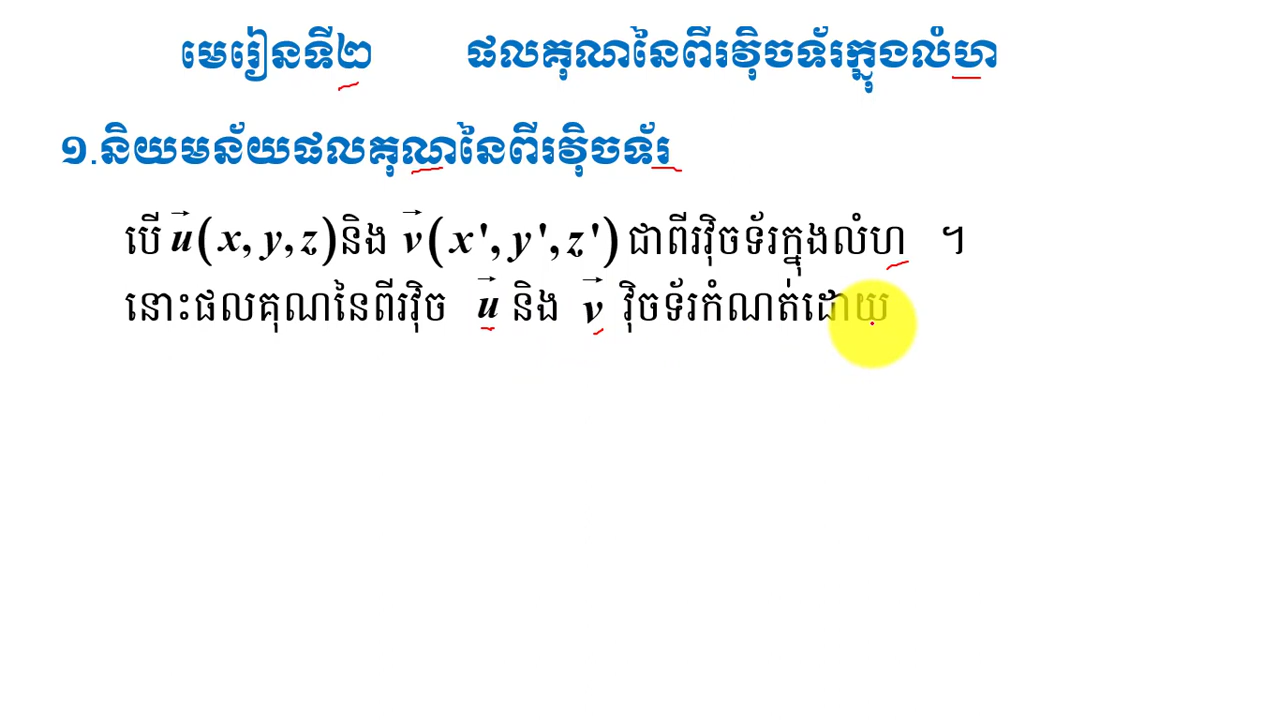 មេរៀនទី២ ផលគុណនៃពីរវ៉ិចទ័រក្នុងលំហ
១.និយមន័យផលគុណនៃពីរវ៉ិចទ័រ
បើ u⃗(x, y, z) និង v⃗(x', y', z') ជាពីរវ៉ិចទ័រក្នុងលំហ ។
នោះផលគុណនៃពីរវ៉ិច u⃗ និង v⃗ វ៉ិចទ័រកំណត់ដោយ